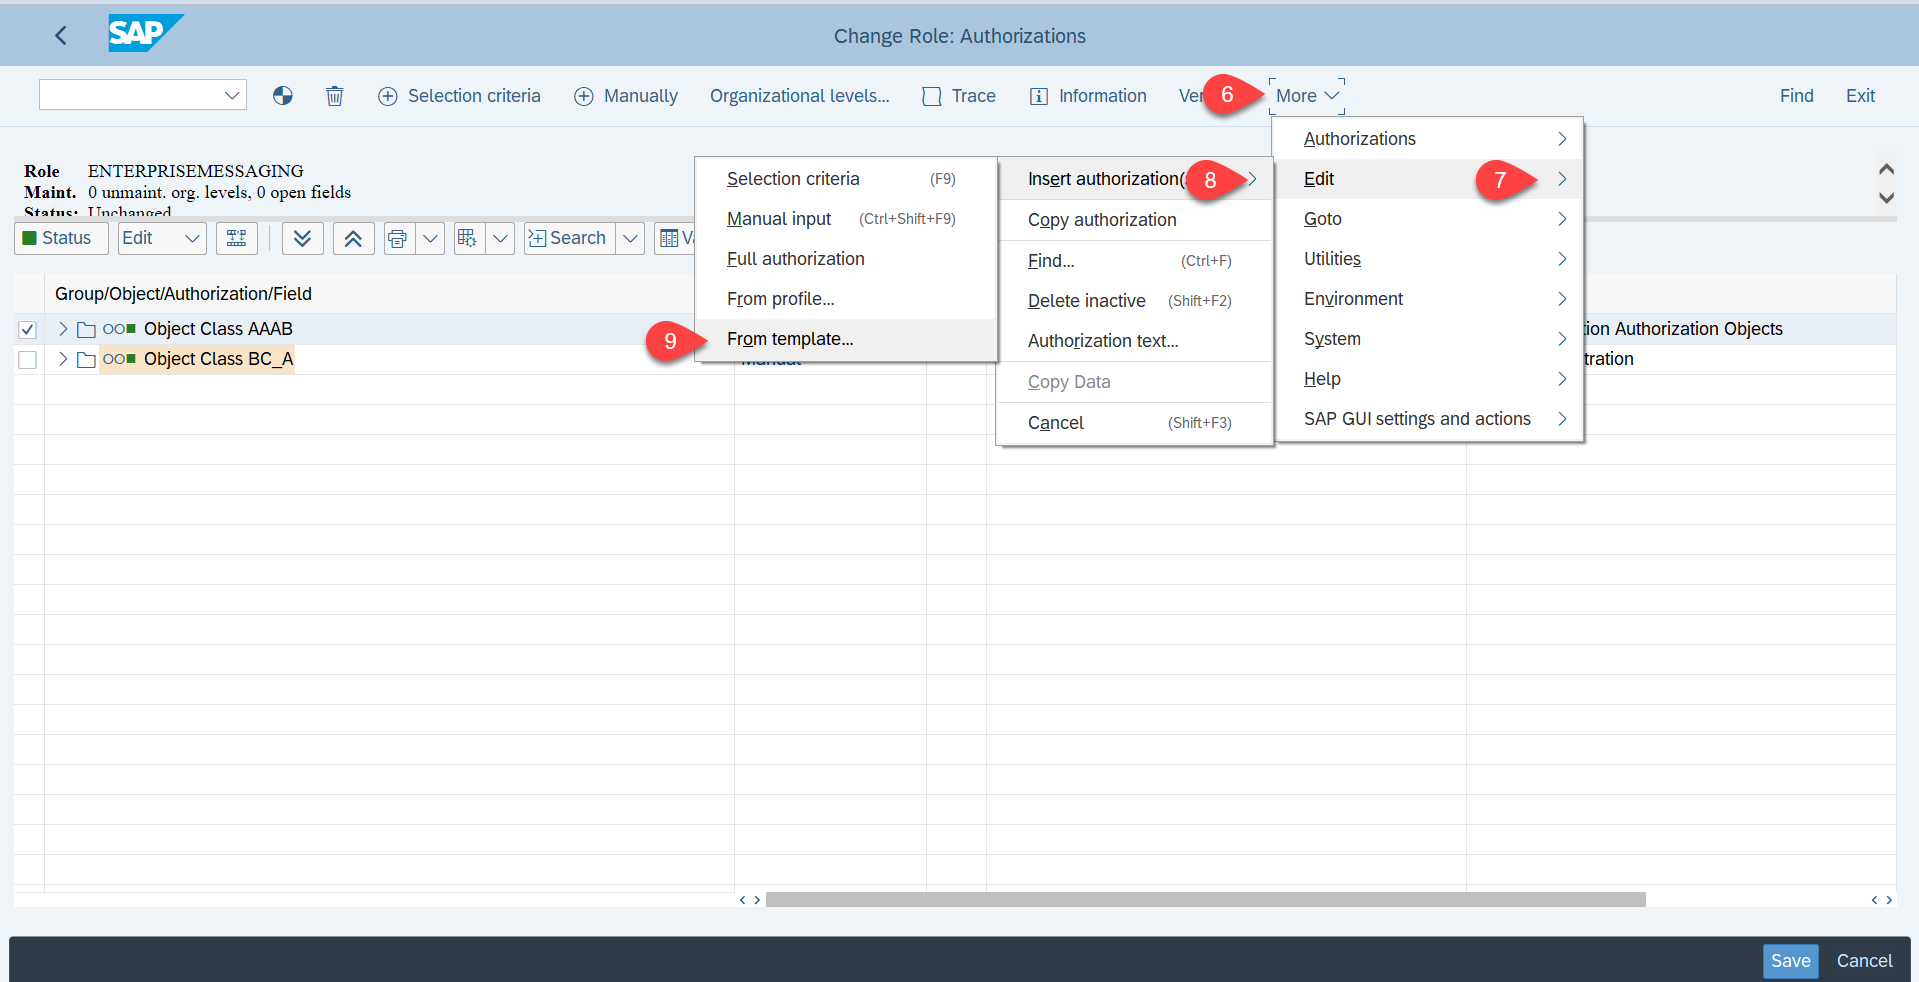 SAP
Change Role: Authorizations
Selection criteria
Manually
Organizational levels...
Trace
Information
6
More
Find
Exit
Role ENTERPRISEMESSAGING
Maint. 0 unmaint. org. levels, 0 open fields
Status: Unchanged
Authorizations
Edit
7
Goto
Utilities
Environment
System
Help
SAP GUI settings and actions
Insert authorization(
8
Copy authorization
Find... (Ctrl+F)
Delete inactive (Shift+F2)
Authorization text...
Copy Data
Cancel (Shift+F3)
Selection criteria (F9)
Manual input (Ctrl+Shift+F9)
Full authorization
From profile...
9
From template...
Status
Edit
Search
Group/Object/Authorization/Field
Object Class AAAB
Authorization Objects
Object Class BC_A
Manual
Save
Cancel